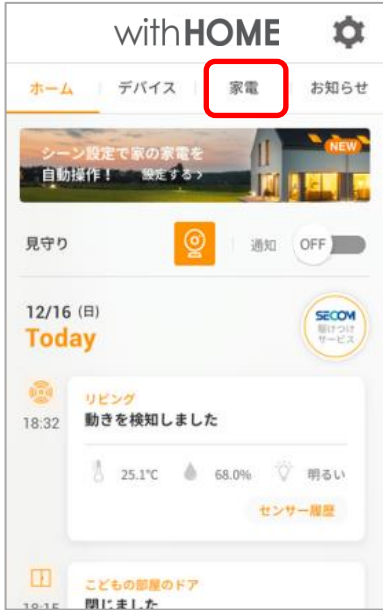 withHOME
ホーム デバイス 家電 お知らせ
シーン設定で家の家電を
自動操作！ 設定する>
NEW
見守り 通知 OFF
12/16 (日)
Today
SECOM
駆けつけ
サービス
リビング
18:32 動きを検知しました
25.1℃ 68.0% 明るい
センサー履歴
こどもの部屋のドア
18:15 閉じました